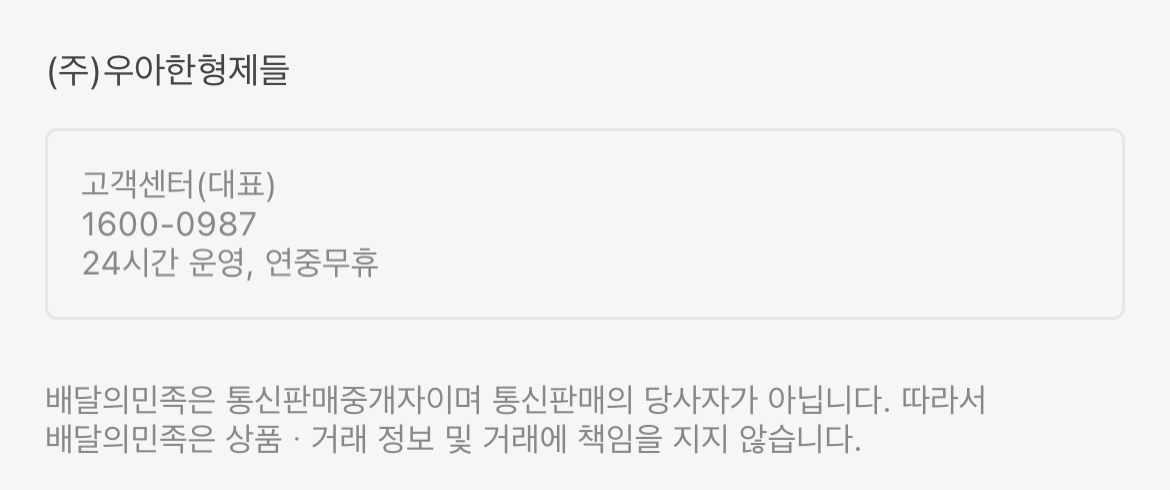 (주)우아한형제들
고객센터(대표)
1600-0987
24시간 운영, 연중무휴
배달의민족은 통신판매중개자이며 통신판매의 당사자가 아닙니다. 따라서
배달의민족은 상품 · 거래 정보 및 거래에 책임을 지지 않습니다.